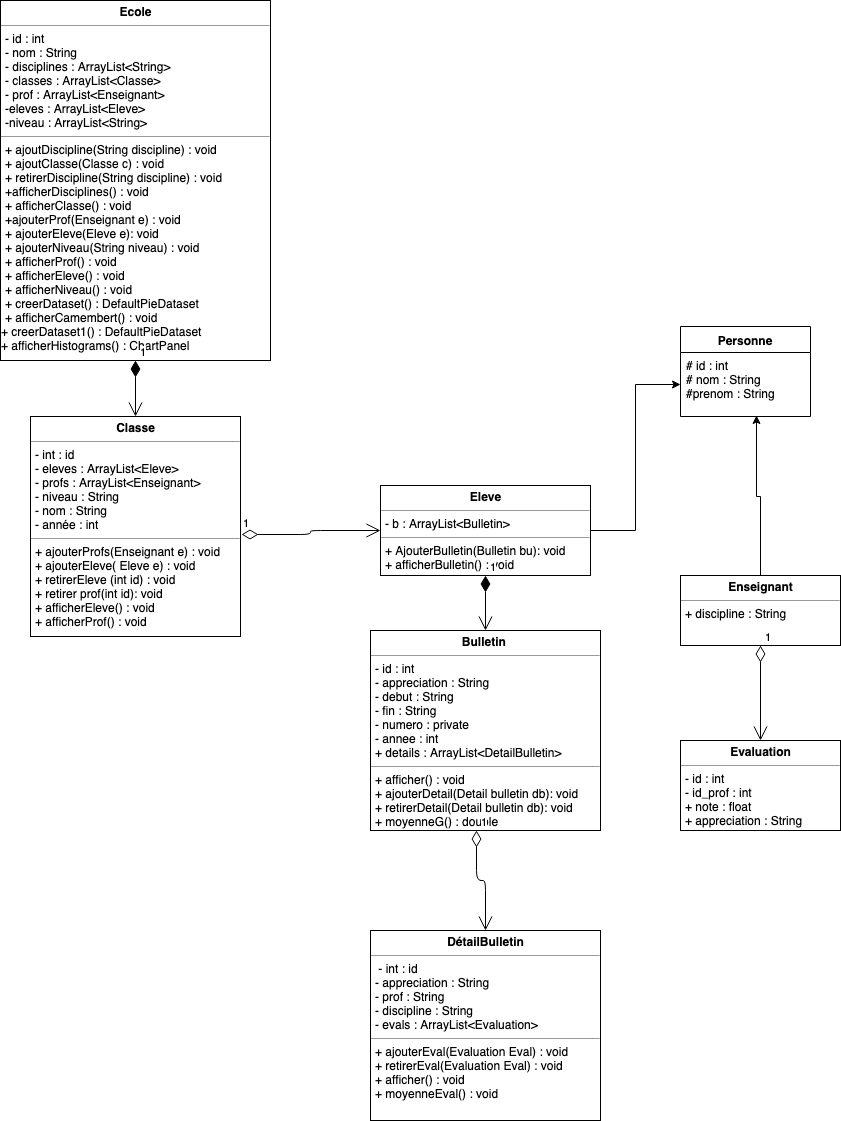 Ecole
- id : int
- nom : String
- disciplines : ArrayList<String>
- classes : ArrayList<Classe>
- prof : ArrayList<Enseignant>
-eleves : ArrayList<Eleve>
-niveau : ArrayList<String>
+ ajoutDiscipline(String discipline) : void
+ ajoutClasse(Classe c) : void
+ retirerDiscipline(String discipline) : void
+afficherDisciplines() : void
+ afficherClasse() : void
+ajouterProf(Enseignant e) : void
+ ajouterEleve(Eleve e): void
+ ajouterNiveau(String niveau) : void
+ afficherProf() : void
+ afficherEleve() : void
+ afficherNiveau() : void
+ creerDataset() : DefaultPieDataset
+ afficherCamembert() : void
+ creerDataset1() : DefaultPieDataset
+ afficherHistograms() : ChartPanel
1
Classe
- int : id
- eleves : ArrayList<Eleve>
- profs : ArrayList<Enseignant>
- niveau : String
- nom : String
- année : int
+ ajouterProfs(Enseignant e) : void
+ ajouterEleve( Eleve e) : void
+ retirerEleve (int id) : void
+ retirer prof(int id): void
+ afficherEleve() : void
+ afficherProf() : void
1
Eleve
- b : ArrayList<Bulletin>
+ AjouterBulletin(Bulletin bu): void
+ afficherBulletin() : void
1
Bulletin
- id : int
- appreciation : String
- debut : String
- fin : String
- numero : private
- annee : int
+ details : ArrayList<DetailBulletin>
+ afficher() : void
+ ajouterDetail(Detail bulletin db): void
+ retirerDetail(Detail bulletin db): void
+ moyenneG() : double
1
DétailBulletin
- int : id
- appreciation : String
- prof : String
- discipline : String
- evals : ArrayList<Evaluation>
+ ajouterEval(Evaluation Eval) : void
+ retirerEval(Evaluation Eval) : void
+ afficher() : void
+ moyenneEval() : void
Personne
# id : int
# nom : String
#prenom : String
Enseignant
+ discipline : String
1
Evaluation
- id : int
- id_prof : int
+ note : float
+ appreciation : String